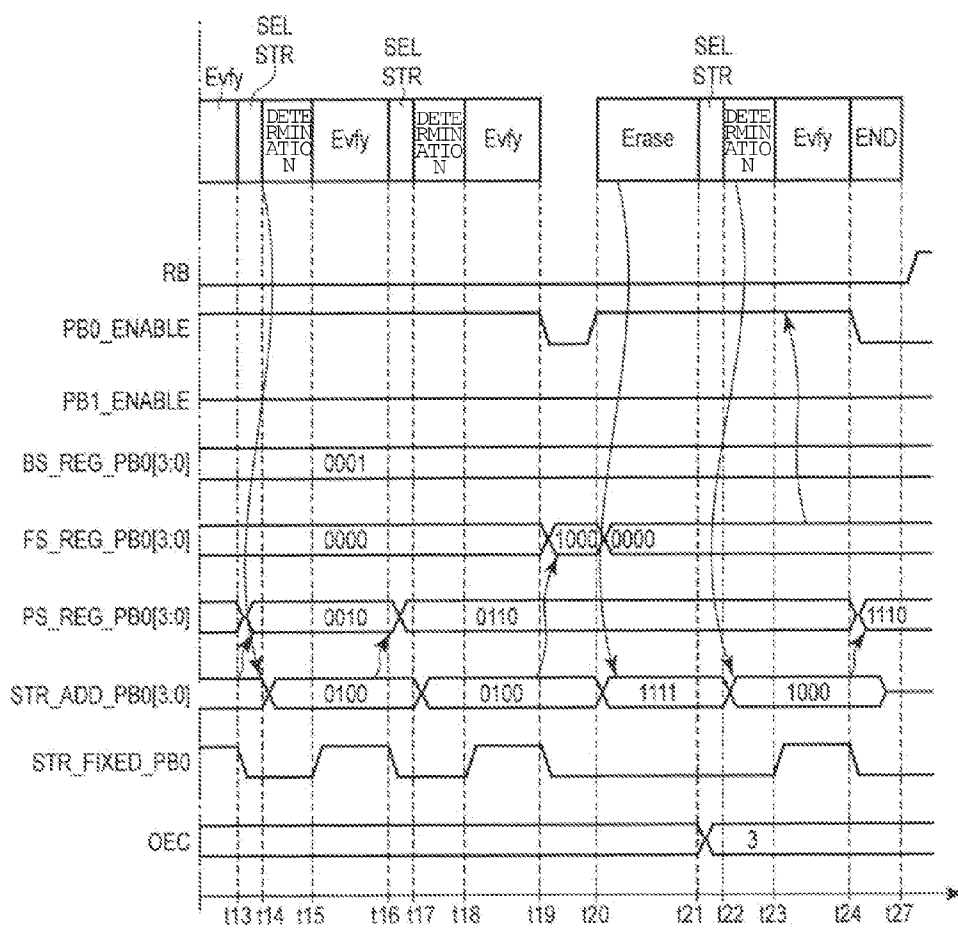 SEL
STR
SEL
STR
SEL
STR
Evfy
DETE
RMIN
ATIO
N
Evfy
DETE
RMIN
ATIO
N
Evfy
Erase
DETE
RMIN
ATIO
N
Evfy
END
RB
PB0_ENABLE
PB1_ENABLE
BS_REG_PB0[3:0]
0001
FS_REG_PB0[3:0]
0000
1000
0000
PS_REG_PB0[3:0]
0010
0110
1110
STR_ADD_PB0[3:0]
0100
0100
1111
1000
STR_FIXED_PB0
OEC
3
t13 t14 t15 t16 t17 t18 t19 t20 t21 t22 t23 t24 t27